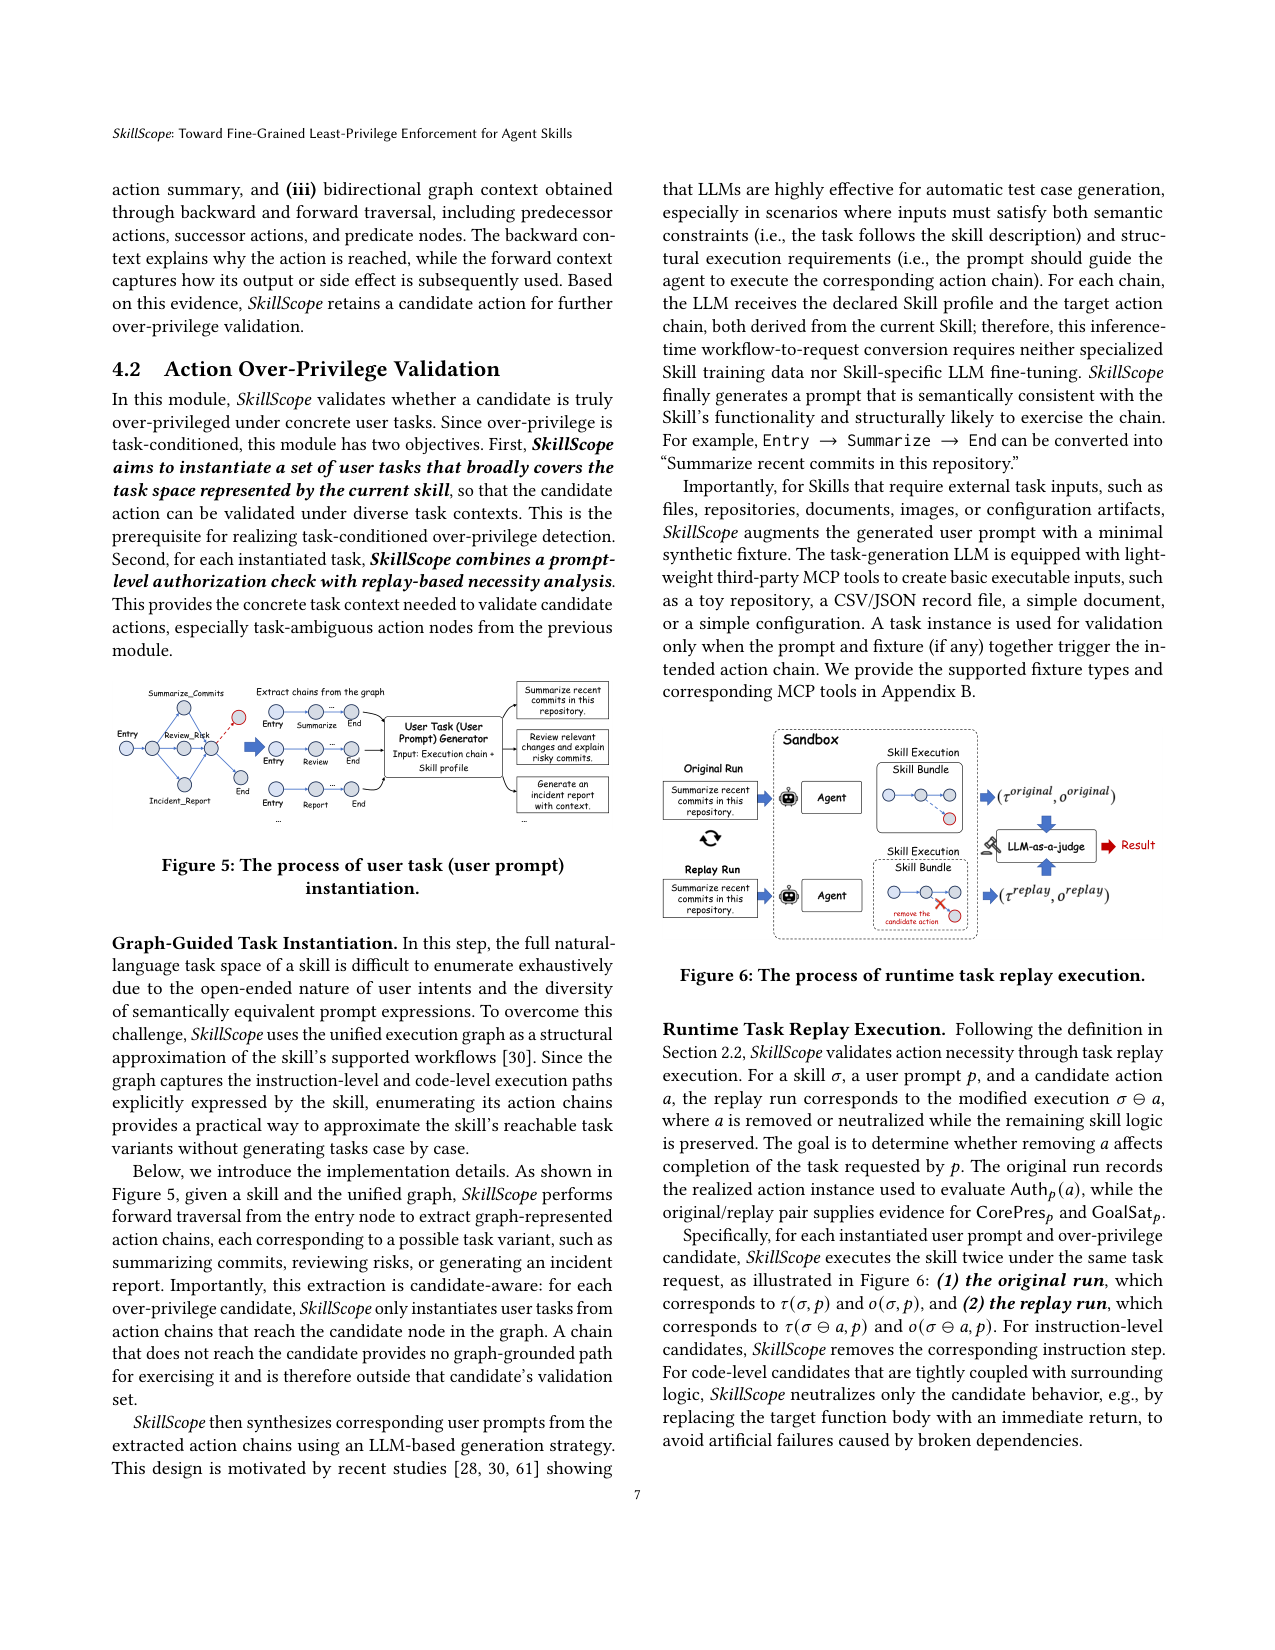 SkillScope: Toward Fine-Grained Least-Privilege Enforcement for Agent Skills
action summary, and (iii) bidirectional graph context obtained
through backward and forward traversal, including predecessor
actions, successor actions, and predicate nodes. The backward con-
text explains why the action is reached, while the forward context
captures how its output or side effect is subsequently used. Based
on this evidence, SkillScope retains a candidate action for further
over-privilege validation.
4.2 Action Over-Privilege Validation
In this module, SkillScope validates whether a candidate is truly
over-privileged under concrete user tasks. Since over-privilege is
task-conditioned, this module has two objectives. First, SkillScope
aims to instantiate a set of user tasks that broadly covers the
task space represented by the current skill, so that the candidate
action can be validated under diverse task contexts. This is the
prerequisite for realizing task-conditioned over-privilege detection.
Second, for each instantiated task, SkillScope combines a prompt-
level authorization check with replay-based necessity analysis.
This provides the concrete task context needed to validate candidate
actions, especially task-ambiguous action nodes from the previous
module.
Summarize_Commits
Entry
Review_Risk
Incident_Report
End
Extract chains from the graph
...
Entry
Summarize
End
...
Entry
Review
End
...
Entry
Report
End
...
User Task (User
Prompt) Generator
Input: Execution chain +
Skill profile
Summarize recent
commits in this
repository.
Review relevant
changes and explain
risky commits.
Generate an
incident report
with context.
...
Figure 5: The process of user task (user prompt)
instantiation.
Graph-Guided Task Instantiation. In this step, the full natural-
language task space of a skill is difficult to enumerate exhaustively
due to the open-ended nature of user intents and the diversity
of semantically equivalent prompt expressions. To overcome this
challenge, SkillScope uses the unified execution graph as a structural
approximation of the skill's supported workflows [30]. Since the
graph captures the instruction-level and code-level execution paths
explicitly expressed by the skill, enumerating its action chains
provides a practical way to approximate the skill's reachable task
variants without generating tasks case by case.
Below, we introduce the implementation details. As shown in
Figure 5, given a skill and the unified graph, SkillScope performs
forward traversal from the entry node to extract graph-represented
action chains, each corresponding to a possible task variant, such as
summarizing commits, reviewing risks, or generating an incident
report. Importantly, this extraction is candidate-aware: for each
over-privilege candidate, SkillScope only instantiates user tasks from
action chains that reach the candidate node in the graph. A chain
that does not reach the candidate provides no graph-grounded path
for exercising it and is therefore outside that candidate's validation
set.
SkillScope then synthesizes corresponding user prompts from the
extracted action chains using an LLM-based generation strategy.
This design is motivated by recent studies [28, 30, 61] showing
that LLMs are highly effective for automatic test case generation,
especially in scenarios where inputs must satisfy both semantic
constraints (i.e., the task follows the skill description) and struc-
tural execution requirements (i.e., the prompt should guide the
agent to execute the corresponding action chain). For each chain,
the LLM receives the declared Skill profile and the target action
chain, both derived from the current Skill; therefore, this inference-
time workflow-to-request conversion requires neither specialized
Skill training data nor Skill-specific LLM fine-tuning. SkillScope
finally generates a prompt that is semantically consistent with the
Skill's functionality and structurally likely to exercise the chain.
For example, Entry → Summarize → End can be converted into
“Summarize recent commits in this repository.”
Importantly, for Skills that require external task inputs, such as
files, repositories, documents, images, or configuration artifacts,
SkillScope augments the generated user prompt with a minimal
synthetic fixture. The task-generation LLM is equipped with light-
weight third-party MCP tools to create basic executable inputs, such
as a toy repository, a CSV/JSON record file, a simple document,
or a simple configuration. A task instance is used for validation
only when the prompt and fixture (if any) together trigger the in-
tended action chain. We provide the supported fixture types and
corresponding MCP tools in Appendix B.
Sandbox
Original Run
Summarize recent
commits in this
repository.
Agent
Skill Execution
Skill Bundle
(τ^original, o^original)
LLM-as-a-judge
Result
Replay Run
Summarize recent
commits in this
repository.
Agent
Skill Execution
Skill Bundle
remove the
candidate action
(τ^replay, o^replay)
Figure 6: The process of runtime task replay execution.
Runtime Task Replay Execution. Following the definition in
Section 2.2, SkillScope validates action necessity through task replay
execution. For a skill σ, a user prompt p, and a candidate action
a, the replay run corresponds to the modified execution σ ⊖ a,
where a is removed or neutralized while the remaining skill logic
is preserved. The goal is to determine whether removing a affects
completion of the task requested by p. The original run records
the realized action instance used to evaluate Auth_p(a), while the
original/replay pair supplies evidence for CorePres_p and GoalSat_p.
Specifically, for each instantiated user prompt and over-privilege
candidate, SkillScope executes the skill twice under the same task
request, as illustrated in Figure 6: (1) the original run, which
corresponds to τ(σ, p) and o(σ, p), and (2) the replay run, which
corresponds to τ(σ ⊖ a, p) and o(σ ⊖ a, p). For instruction-level
candidates, SkillScope removes the corresponding instruction step.
For code-level candidates that are tightly coupled with surrounding
logic, SkillScope neutralizes only the candidate behavior, e.g., by
replacing the target function body with an immediate return, to
avoid artificial failures caused by broken dependencies.
7